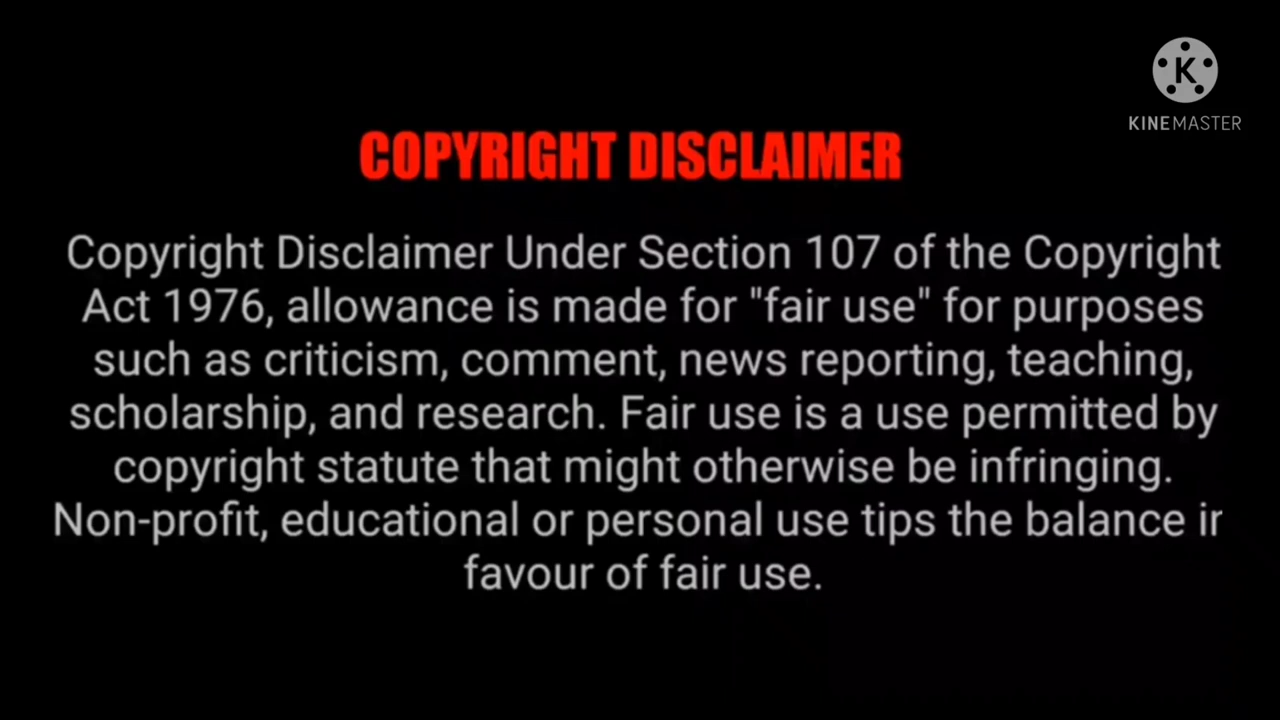 K
KINEMASTER
COPYRIGHT DISCLAIMER
Copyright Disclaimer Under Section 107 of the Copyright
Act 1976, allowance is made for "fair use" for purposes
such as criticism, comment, news reporting, teaching,
scholarship, and research. Fair use is a use permitted by
copyright statute that might otherwise be infringing.
Non-profit, educational or personal use tips the balance
favour of fair use.